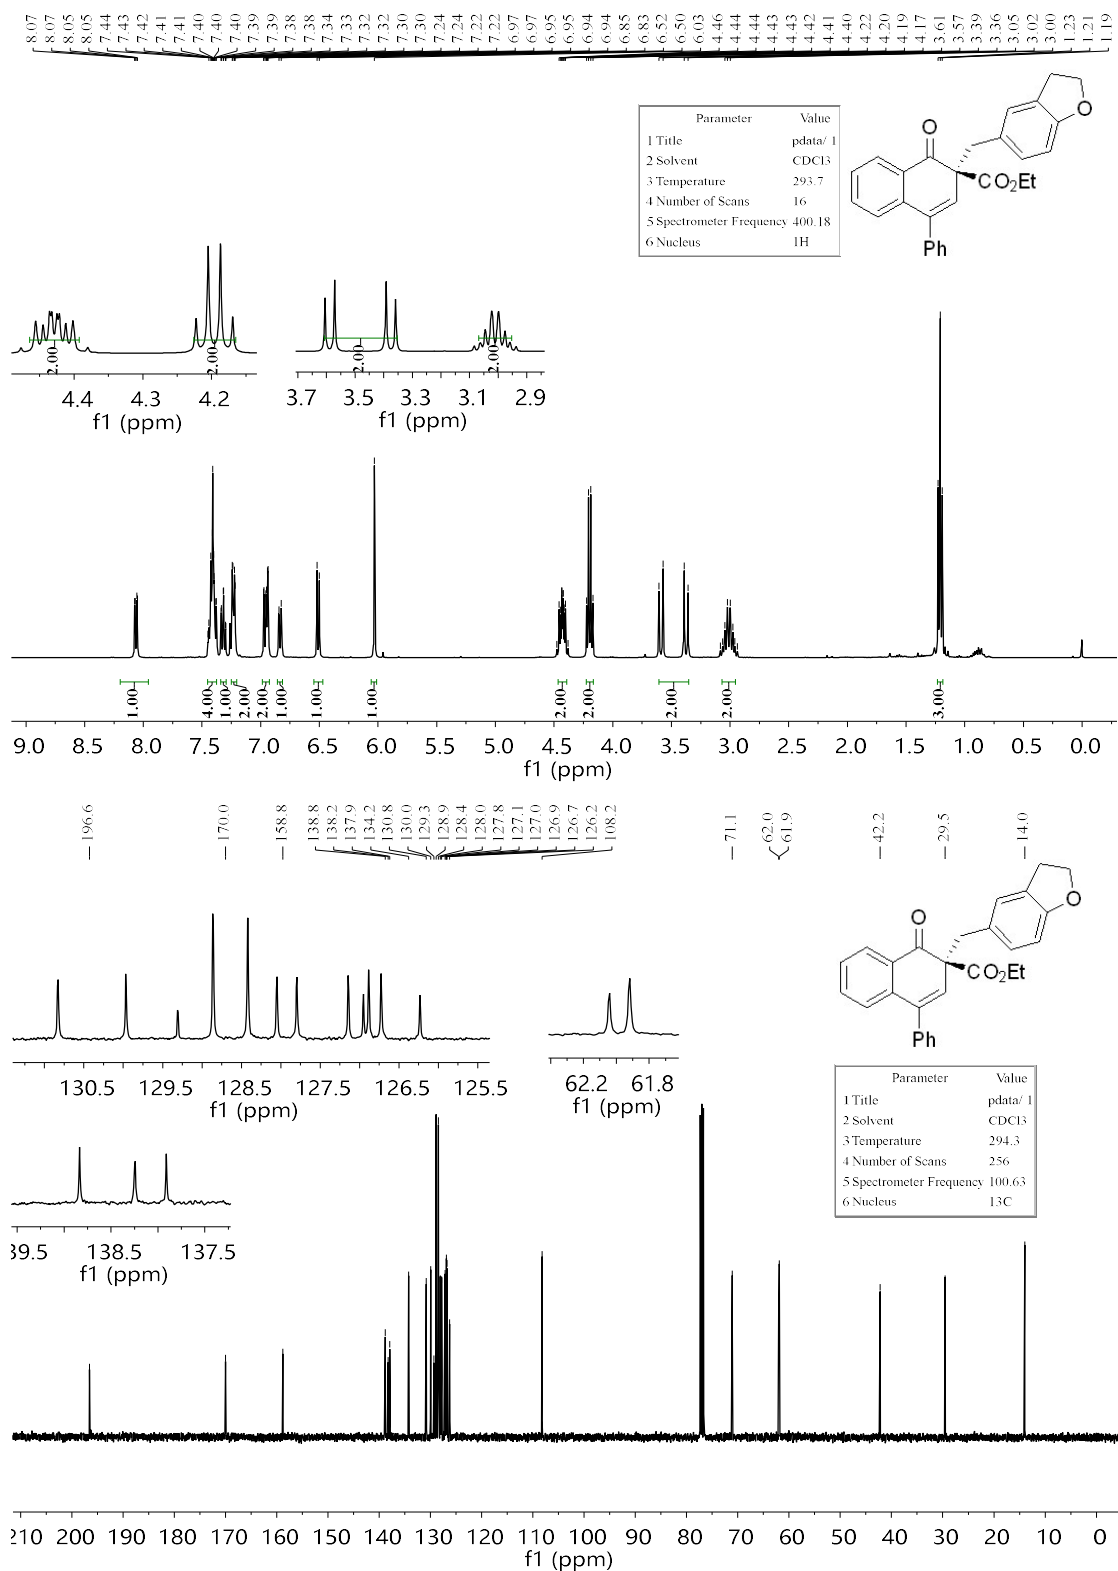 8.07 8.07 8.05 8.05 7.44 7.43 7.42 7.41 7.41 7.40 7.40 7.40 7.39 7.39 7.38 7.38 7.34 7.33 7.32 7.32 7.30 7.30 7.24 7.24 7.22 7.22 6.97 6.97 6.95 6.95 6.94 6.94 6.85 6.83 6.52 6.50 6.03 4.46 4.44 4.44 4.43 4.43 4.42 4.41 4.40 4.22 4.20 4.19 4.17 3.61 3.57 3.39 3.36 3.05 3.02 3.00 1.23 1.21 1.19
Parameter Value
1 Title pdata/ 1
2 Solvent CDCl3
3 Temperature 293.7
4 Number of Scans 16
5 Spectrometer Frequency 400.18
6 Nucleus 1H
O
O
CO2Et
Ph
2.00 2.00
4.4 4.3 4.2
f1 (ppm)
2.00 2.00
3.7 3.5 3.3 3.1 2.9
f1 (ppm)
1.00 4.00 1.00 2.00 2.00 1.00 1.00 1.00 2.00 2.00 2.00 2.00 3.00
9.0 8.5 8.0 7.5 7.0 6.5 6.0 5.5 5.0 4.5 4.0 3.5 3.0 2.5 2.0 1.5 1.0 0.5 0.0
f1 (ppm)
196.6 170.0 158.8 138.8 138.2 137.9 134.2 130.8 130.0 129.3 128.9 128.4 128.0 127.8 127.1 127.0 126.9 126.7 126.2 108.2 71.1 62.0 61.9 42.2 29.5 14.0
O
O
CO2Et
Ph
130.5 129.5 128.5 127.5 126.5 125.5
f1 (ppm)
62.2 61.8
f1 (ppm)
Parameter Value
1 Title pdata/ 1
2 Solvent CDCl3
3 Temperature 294.3
4 Number of Scans 256
5 Spectrometer Frequency 100.63
6 Nucleus 13C
39.5 138.5 137.5
f1 (ppm)
210 200 190 180 170 160 150 140 130 120 110 100 90 80 70 60 50 40 30 20 10 0
f1 (ppm)